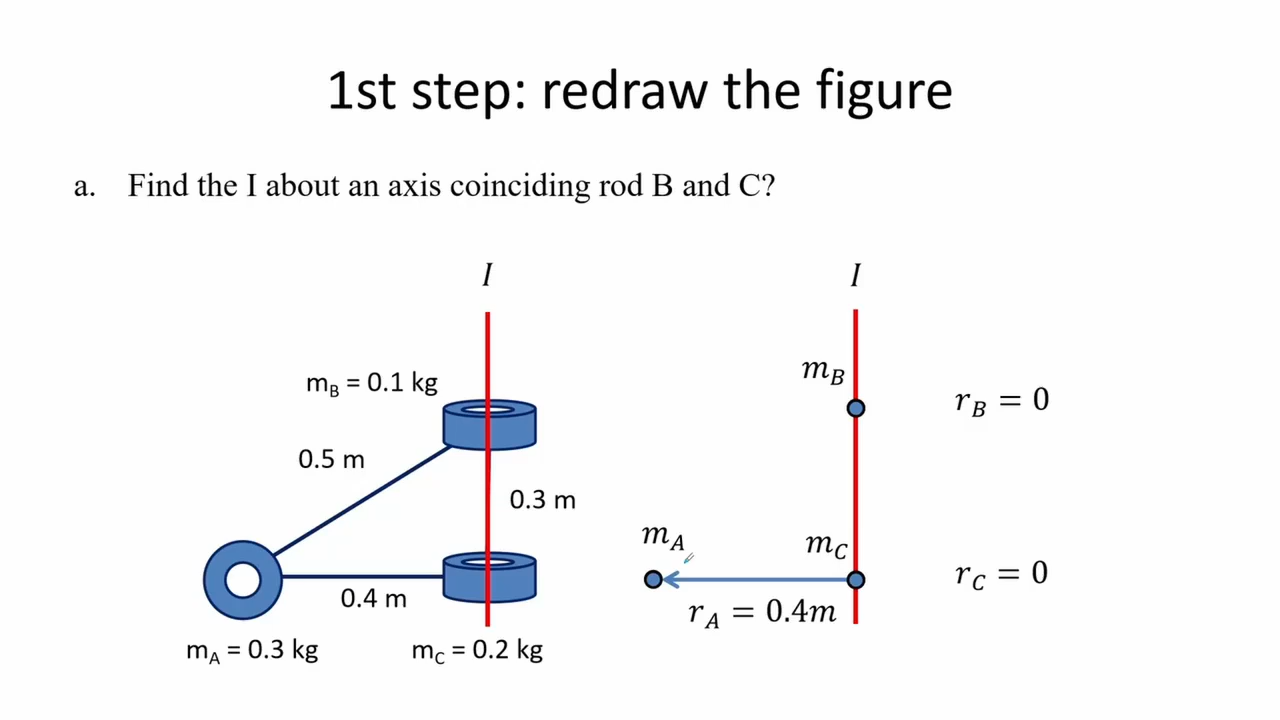 1st step: redraw the figure
a. Find the I about an axis coinciding rod B and C?
I
I
m_B = 0.1 kg
m_B
r_B = 0
0.5 m
0.3 m
m_A
m_C
r_C = 0
0.4 m
r_A = 0.4m
m_A = 0.3 kg
m_C = 0.2 kg